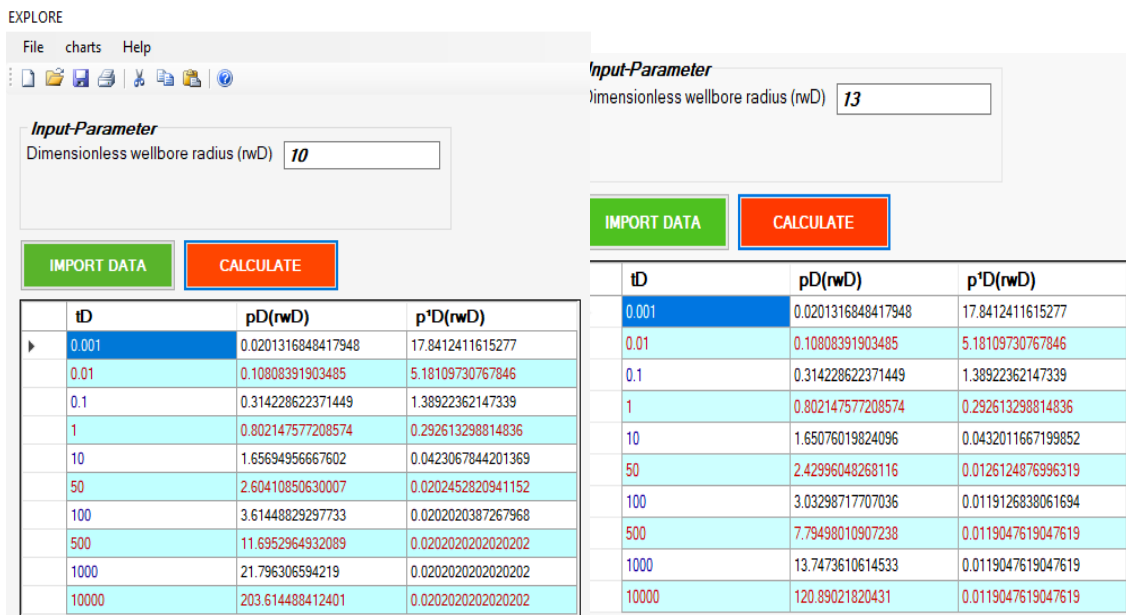 EXPLORE
File charts Help
Input-Parameter
Dimensionless wellbore radius (rwD) 10
IMPORT DATA CALCULATE
tD pD(rwD) p¹D(rwD)
0.001 0.0201316848417948 17.8412411615277
0.01 0.10808391903485 5.18109730767846
0.1 0.314228622371449 1.38922362147339
1 0.802147577208574 0.292613298814836
10 1.65694956667602 0.0423067844201369
50 2.60410850630007 0.0202452820941152
100 3.61448829297733 0.0202020387267968
500 11.6952964932089 0.0202020202020202
1000 21.796306594219 0.0202020202020202
10000 203.614488412401 0.0202020202020202
Input-Parameter
Dimensionless wellbore radius (rwD) 13
IMPORT DATA CALCULATE
tD pD(rwD) p¹D(rwD)
0.001 0.0201316848417948 17.8412411615277
0.01 0.10808391903485 5.18109730767846
0.1 0.314228622371449 1.38922362147339
1 0.802147577208574 0.292613298814836
10 1.65076019824096 0.0432011667199852
50 2.42996048268116 0.0126124876996319
100 3.03298717707036 0.0119126838061694
500 7.79498010907238 0.0119047619047619
1000 13.7473610614533 0.0119047619047619
10000 120.89021820431 0.0119047619047619